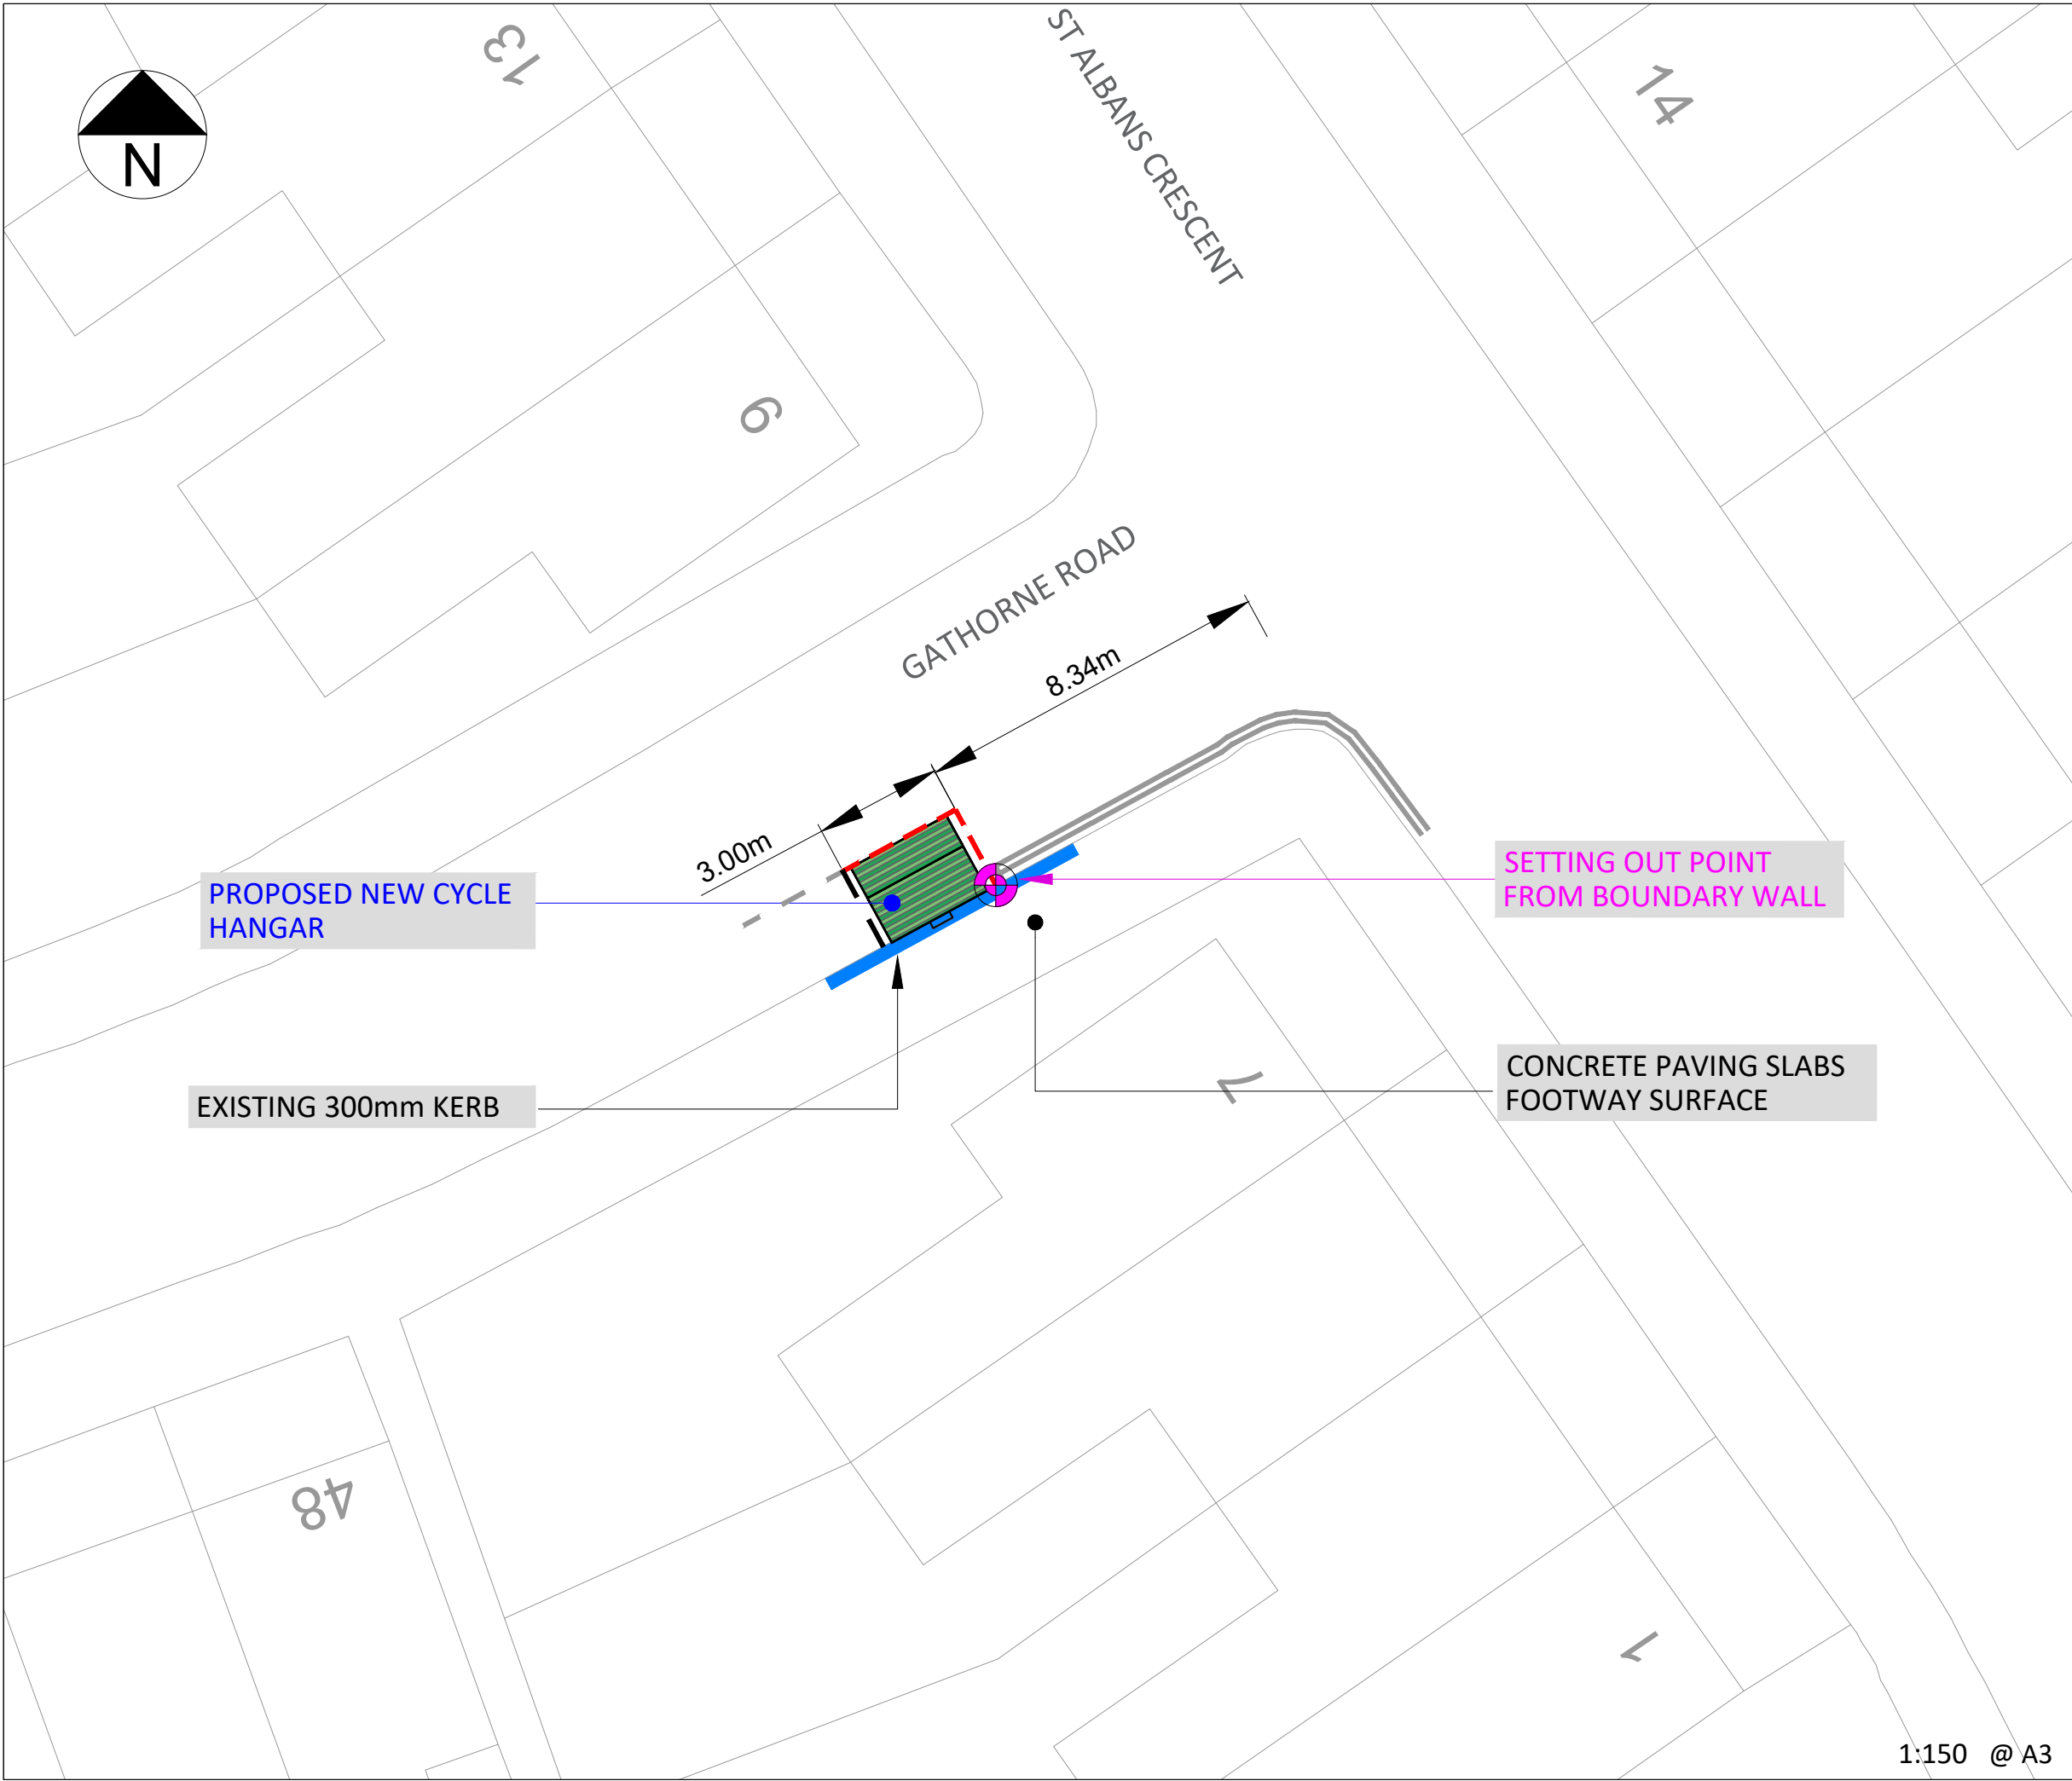 13
ST ALBANS CRESCENT
14
N
9
GATHORNE ROAD
8.34m
3.00m
PROPOSED NEW CYCLE
HANGAR
SETTING OUT POINT
FROM BOUNDARY WALL
EXISTING 300mm KERB
CONCRETE PAVING SLABS
FOOTWAY SURFACE
7
48
1
1:150 @ A3